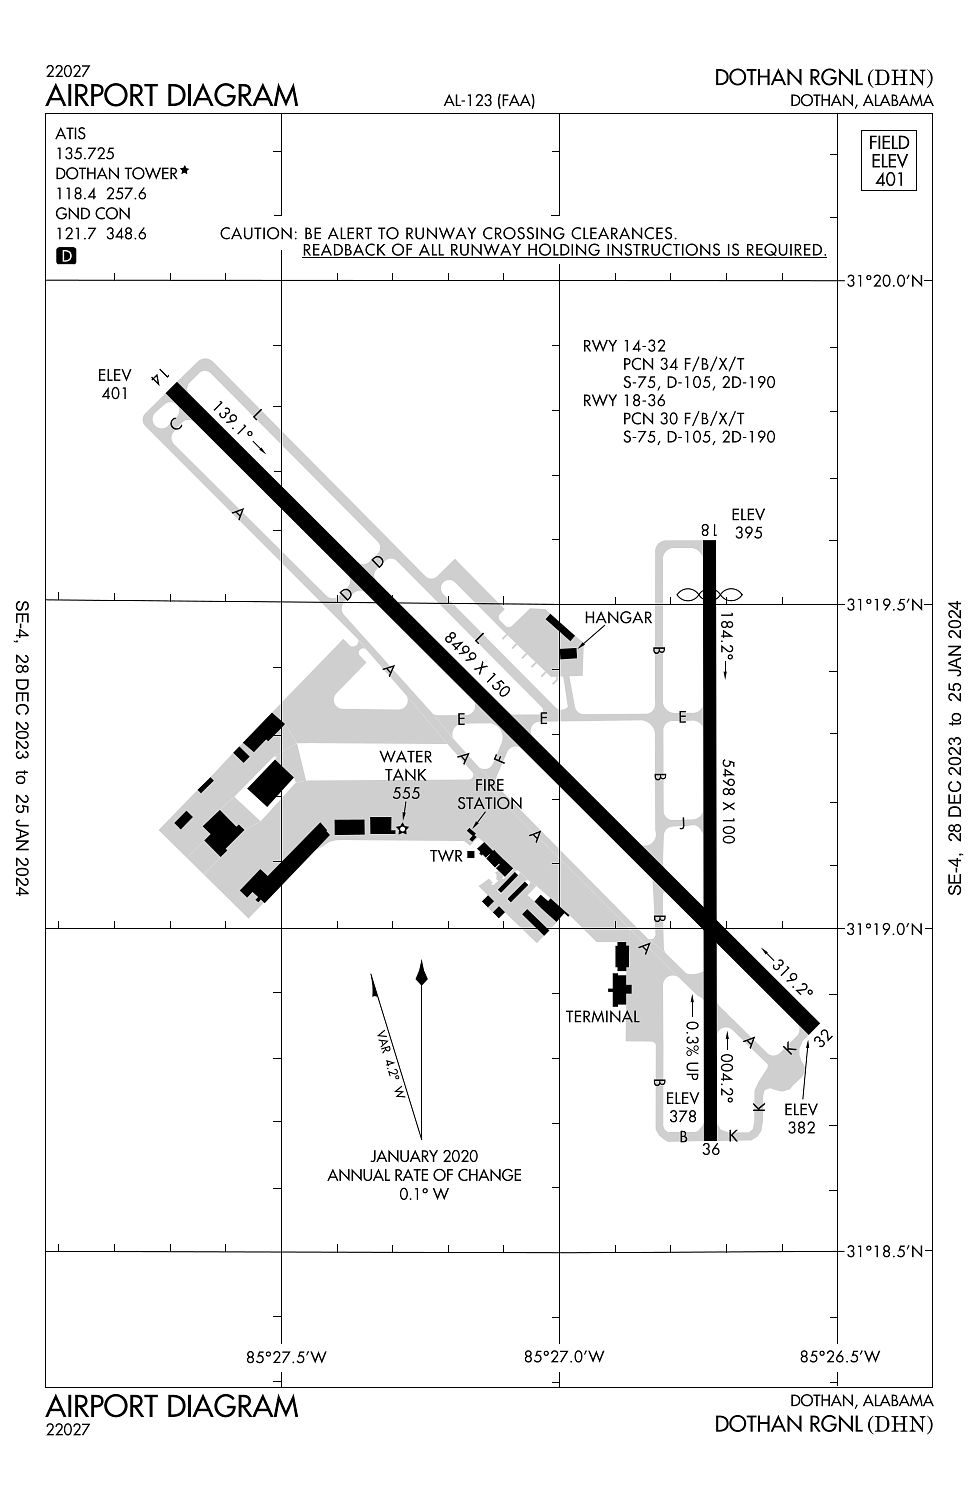 22027
AIRPORT DIAGRAM
AL-123 (FAA)
DOTHAN RGNL (DHN)
DOTHAN, ALABAMA
ATIS
135.725
DOTHAN TOWER★
118.4 257.6
GND CON
121.7 348.6
D
FIELD
ELEV
401
CAUTION: BE ALERT TO RUNWAY CROSSING CLEARANCES.
READBACK OF ALL RUNWAY HOLDING INSTRUCTIONS IS REQUIRED.
31°20.0'N
RWY 14-32
PCN 34 F/B/X/T
S-75, D-105, 2D-190
RWY 18-36
PCN 30 F/B/X/T
S-75, D-105, 2D-190
ELEV
401
14
139.1°
L
C
A
D
D
ELEV
395
18
31°19.5'N
HANGAR
184.2°
B
L
8499 X 150
A
E
E
E
A
F
WATER
TANK
555
FIRE
STATION
B
5498 X 100
J
A
TWR
B
31°19.0'N
A
319.2°
TERMINAL
0.3% UP
004.2°
A
K
32
B
ELEV
378
K
ELEV
382
B
K
36
VAR 4.2° W
JANUARY 2020
ANNUAL RATE OF CHANGE
0.1° W
31°18.5'N
85°27.5'W
85°27.0'W
85°26.5'W
SE-4, 28 DEC 2023 to 25 JAN 2024
SE-4, 28 DEC 2023 to 25 JAN 2024
AIRPORT DIAGRAM
22027
DOTHAN, ALABAMA
DOTHAN RGNL (DHN)